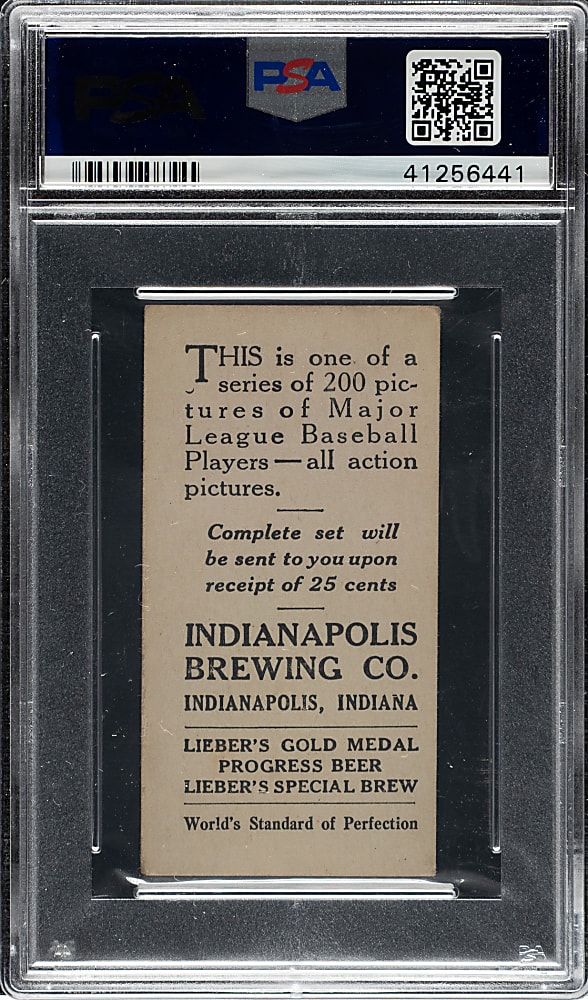 PSA
PSA
41256441
THIS is one of a
series of 200 pic-
tures of Major
League Baseball
Players — all action
pictures.
Complete set will
be sent to you upon
receipt of 25 cents
INDIANAPOLIS
BREWING CO.
INDIANAPOLIS, INDIANA
LIEBER'S GOLD MEDAL
PROGRESS BEER
LIEBER'S SPECIAL BREW
World's Standard of Perfection
PSA